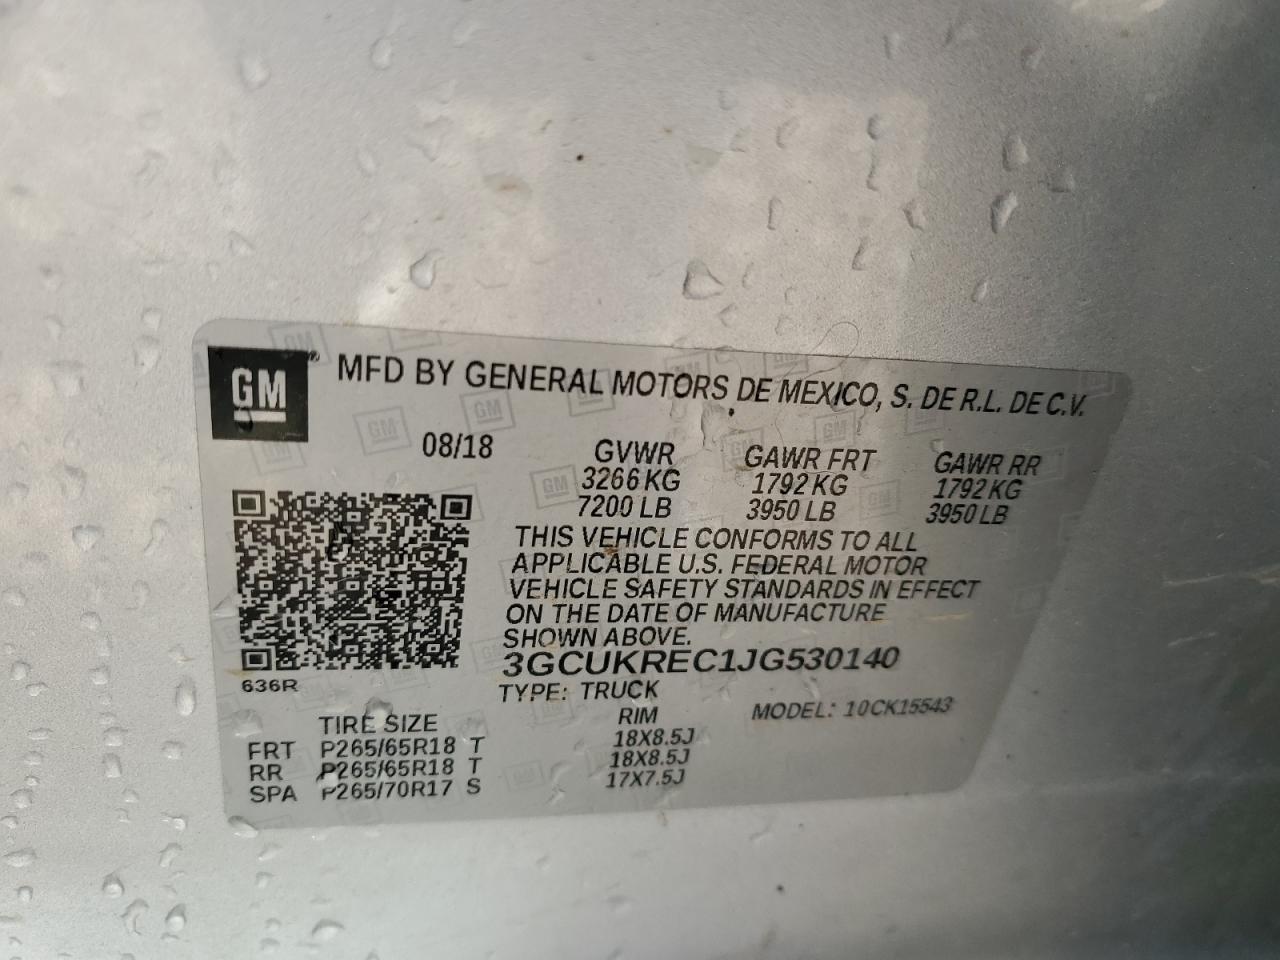 GM
MFD BY GENERAL MOTORS DE MEXICO, S. DE R.L. DE C.V.
08/18
GVWR GAWR FRT GAWR RR
3266 KG 1792 KG 1792 KG
7200 LB 3950 LB 3950 LB
THIS VEHICLE CONFORMS TO ALL
APPLICABLE U.S. FEDERAL MOTOR
VEHICLE SAFETY STANDARDS IN EFFECT
ON THE DATE OF MANUFACTURE
SHOWN ABOVE.
3GCUKREC1JG530140
636R
TYPE: TRUCK
MODEL: 10CK15543
TIRE SIZE RIM
FRT P265/65R18 T 18X8.5J
RR P265/65R18 T 18X8.5J
SPA P265/70R17 S 17X7.5J